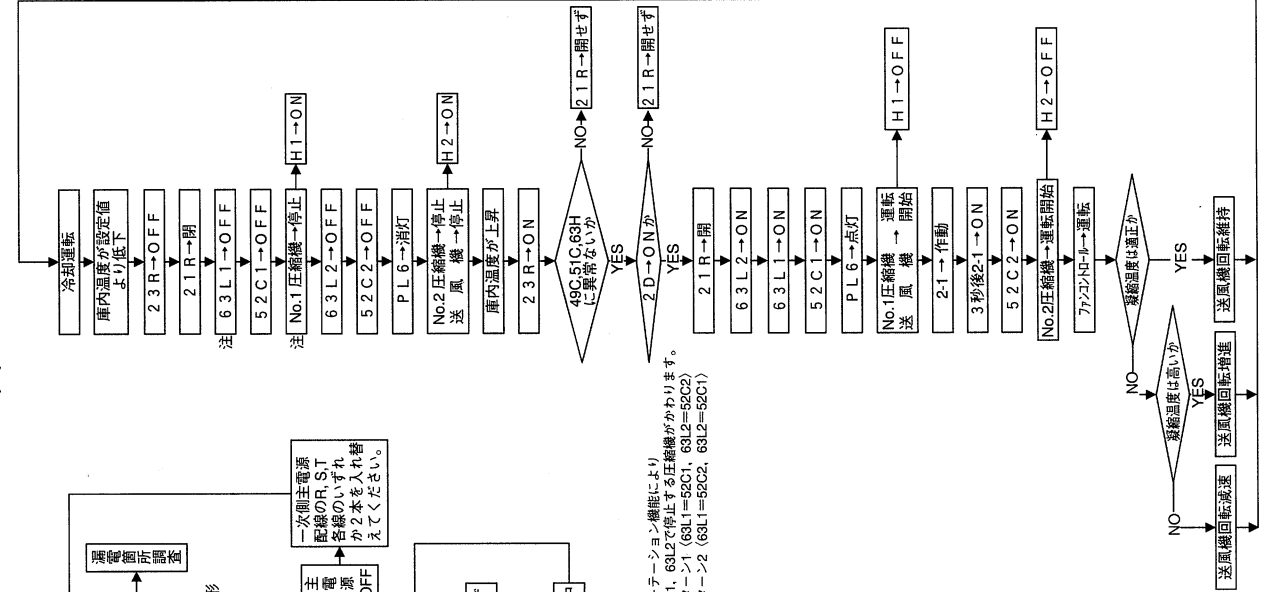 冷却運転
庫内温度が設定値
より低下
23R→OFF
21R→閉
注
63L1→OFF
52C1→OFF
注
No.1圧縮機→停止
H1→ON
63L2→OFF
52C2→OFF
PL6→消灯
No.2圧縮機→停止
送風機→停止
H2→ON
庫内温度が上昇
23R→ON
49C,51C,63H
に異常ないか
NO
21R→開せず
YES
2D→ONか
NO
21R→開せず
YES
21R→開
63L2→ON
63L1→ON
52C1→ON
PL6→点灯
No.1圧縮機→運転
送風機 開始
H1→OFF
2-1→作動
3秒後2-1→ON
52C2→ON
No.2圧縮機→運転開始
H2→OFF
ファンコントロール→運転
凝縮温度は適正か
NO
YES
凝縮温度は高いか
NO
YES
送風機回転減速
送風機回転増進
送風機回転維持
漏電
箇所
調査
形
一次側主電源
配線のR,S,T
各線のいずれ
か2本を入れ替
えてください。
主
電
源
OFF
ーテーション機能により
1, 63L2で停止する圧縮機がかわります。
ターン1〈63L1=52C1, 63L2=52C2〉
ターン2〈63L1=52C2, 63L2=52C1〉